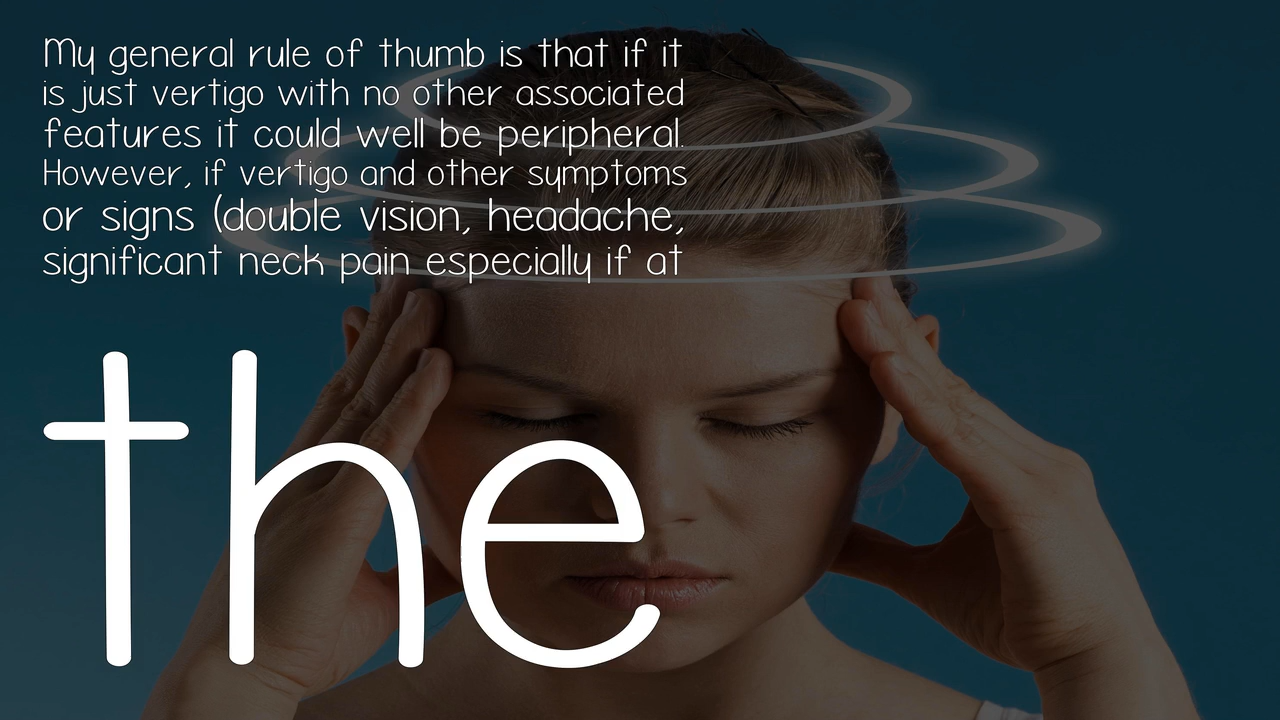 My general rule of thumb is that if it
is just vertigo with no other associated
features it could well be peripheral.
However, if vertigo and other symptoms
or signs (double vision, headache,
significant neck pain especially if at
the